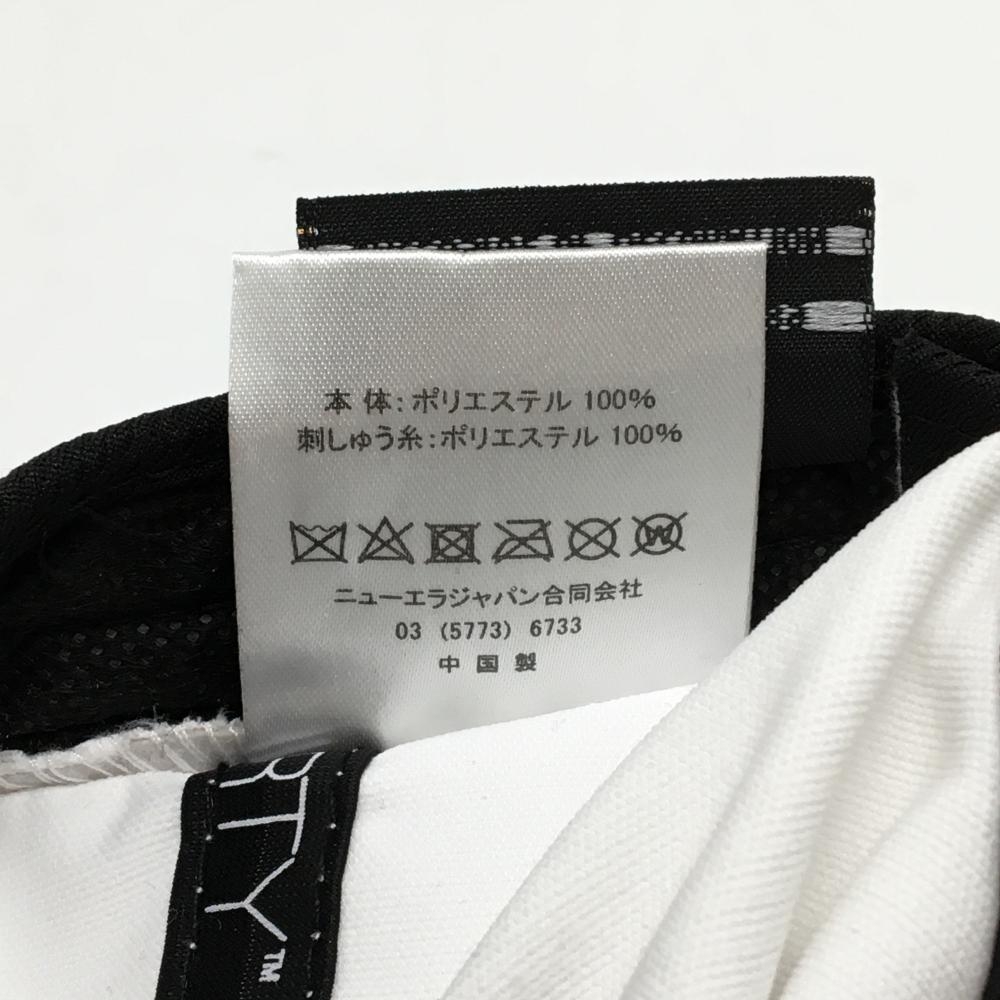 本体:ポリエステル 100%
刺しゅう糸:ポリエステル 100%
W
ニューエラジャパン合同会社
03 (5773) 6733
中国製
RTY™